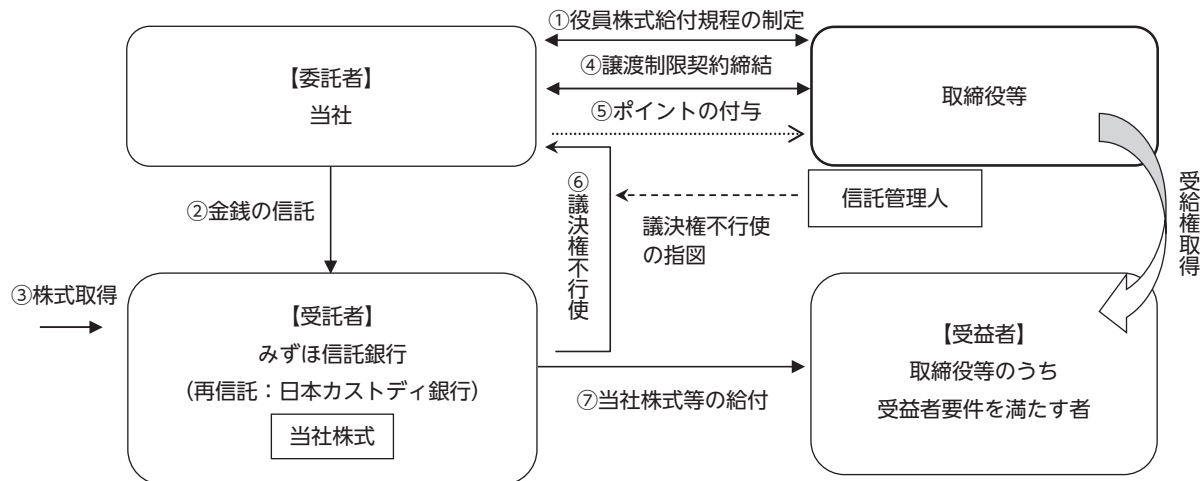 ①役員株式給付規程の制定
【委託者】
当社
④譲渡制限契約締結
⑤ポイントの付与
取締役等
②金銭の信託
⑥議決権不行使
議決権不行使
の指図
信託管理人
受給権取得
③株式取得
【受託者】
みずほ信託銀行
(再信託:日本カストディ銀行)
当社株式
⑦当社株式等の給付
【受益者】
取締役等のうち
受益者要件を満たす者